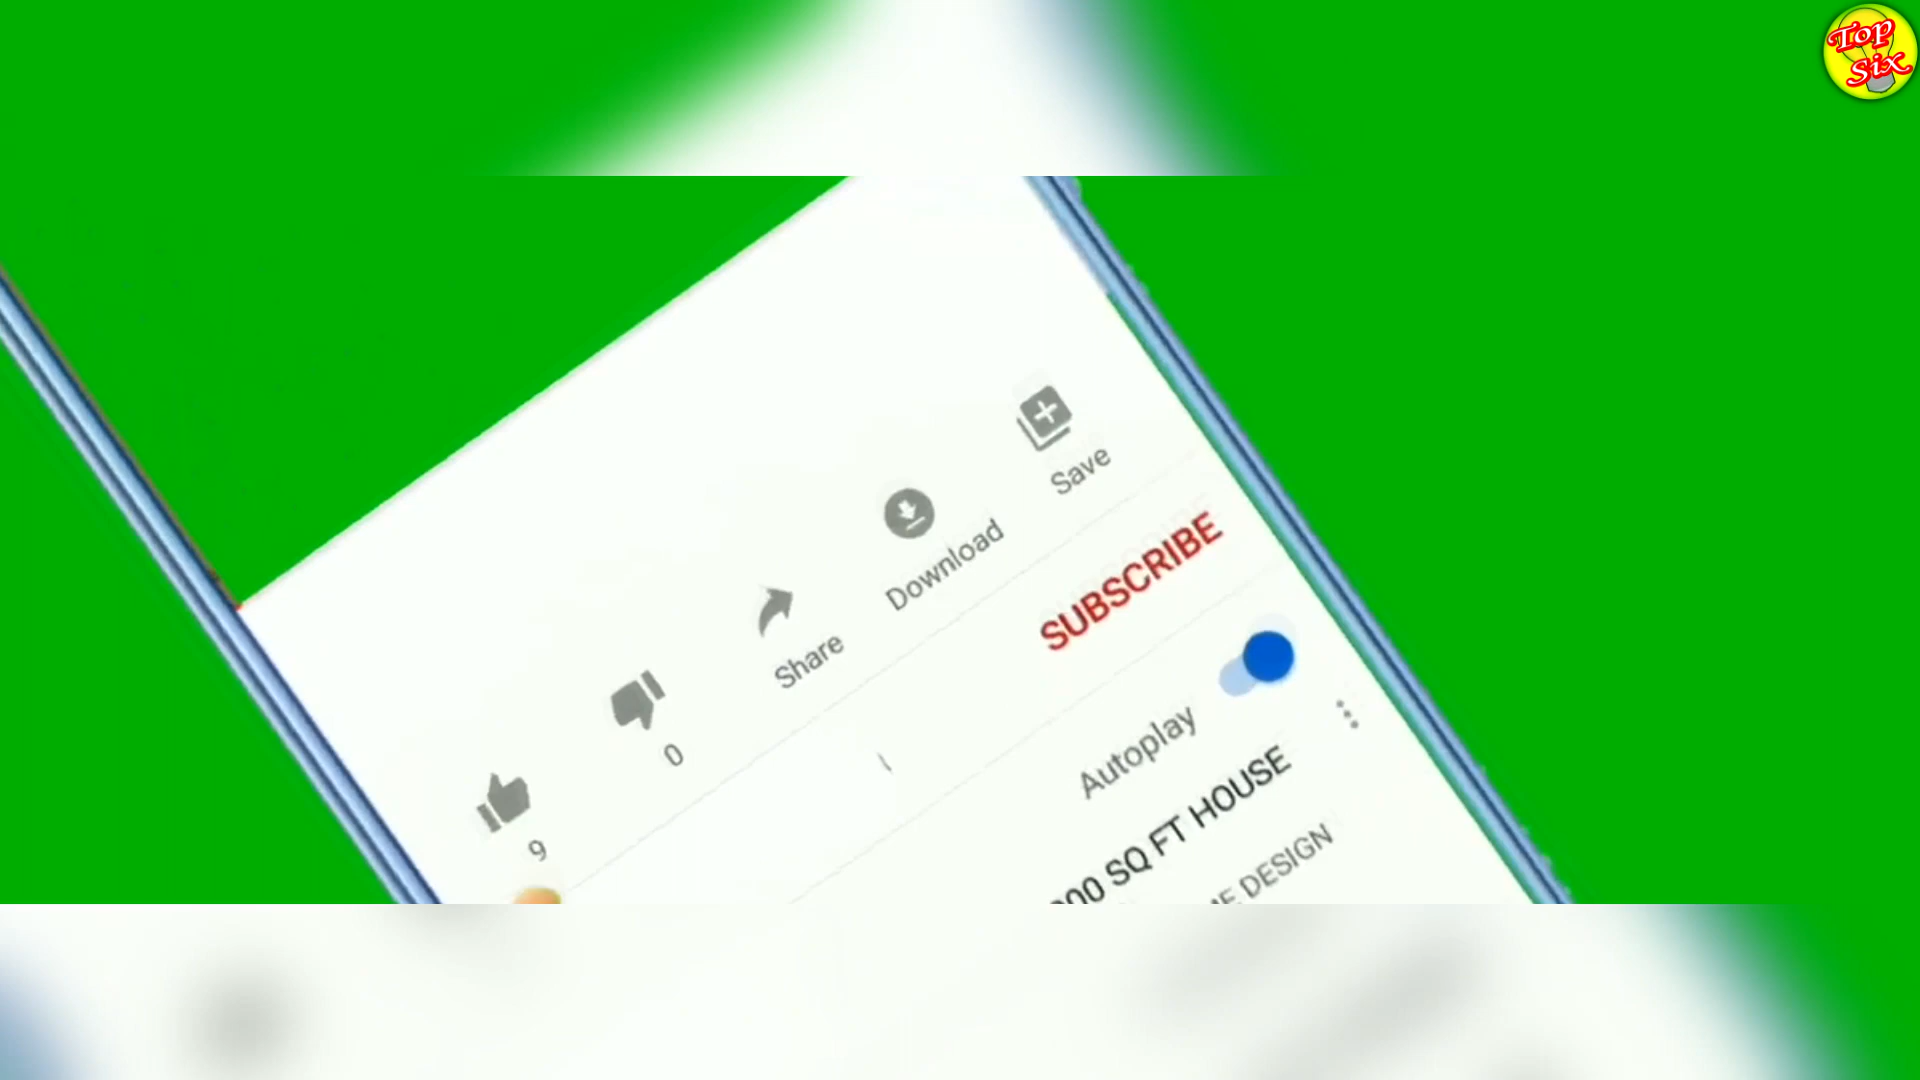 Top
Six
Save
Download
SUBSCRIBE
Share
0
Autoplay
9
SQ FT HOUSE
DESIGN